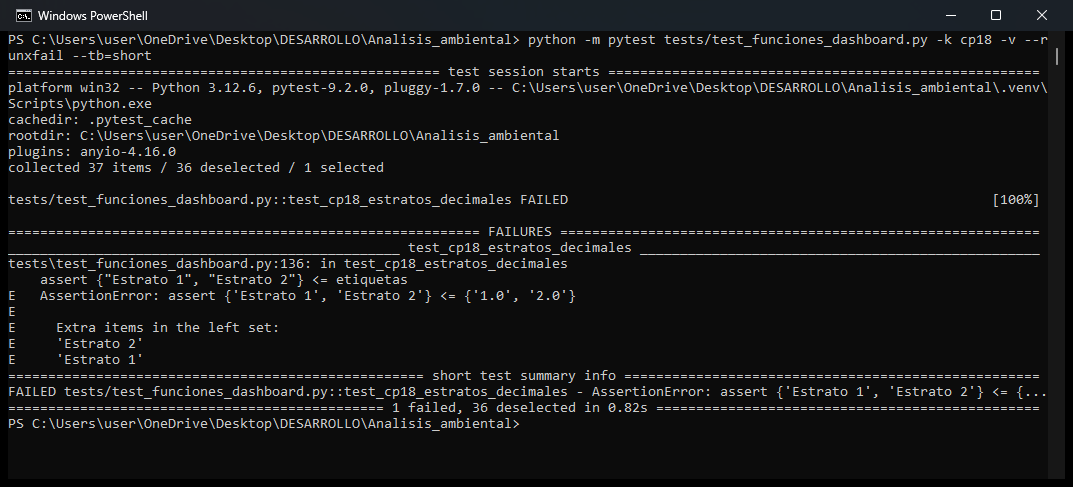 Windows PowerShell
PS C:\Users\user\OneDrive\Desktop\DESARROLLO\Analisis_ambiental> python -m pytest tests/test_funciones_dashboard.py -k cp18 -v --r
unxfail --tb=short
====================================================== test session starts ======================================================
platform win32 -- Python 3.12.6, pytest-9.2.0, pluggy-1.7.0 -- C:\Users\user\OneDrive\Desktop\DESARROLLO\Analisis_ambiental\.venv\
Scripts\python.exe
cachedir: .pytest_cache
rootdir: C:\Users\user\OneDrive\Desktop\DESARROLLO\Analisis_ambiental
plugins: anyio-4.16.0
collected 37 items / 36 deselected / 1 selected
tests/test_funciones_dashboard.py::test_cp18_estratos_decimales FAILED [100%]
=========================================================== FAILURES ============================================================
_________________________________________________ test_cp18_estratos_decimales __________________________________________________
tests\test_funciones_dashboard.py:136: in test_cp18_estratos_decimales
    assert {"Estrato 1", "Estrato 2"} <= etiquetas
E   AssertionError: assert {'Estrato 1', 'Estrato 2'} <= {'1.0', '2.0'}
E
E     Extra items in the left set:
E     'Estrato 2'
E     'Estrato 1'
==================================================== short test summary info ====================================================
FAILED tests/test_funciones_dashboard.py::test_cp18_estratos_decimales - AssertionError: assert {'Estrato 1', 'Estrato 2'} <= {...
=============================================== 1 failed, 36 deselected in 0.82s ================================================
PS C:\Users\user\OneDrive\Desktop\DESARROLLO\Analisis_ambiental>